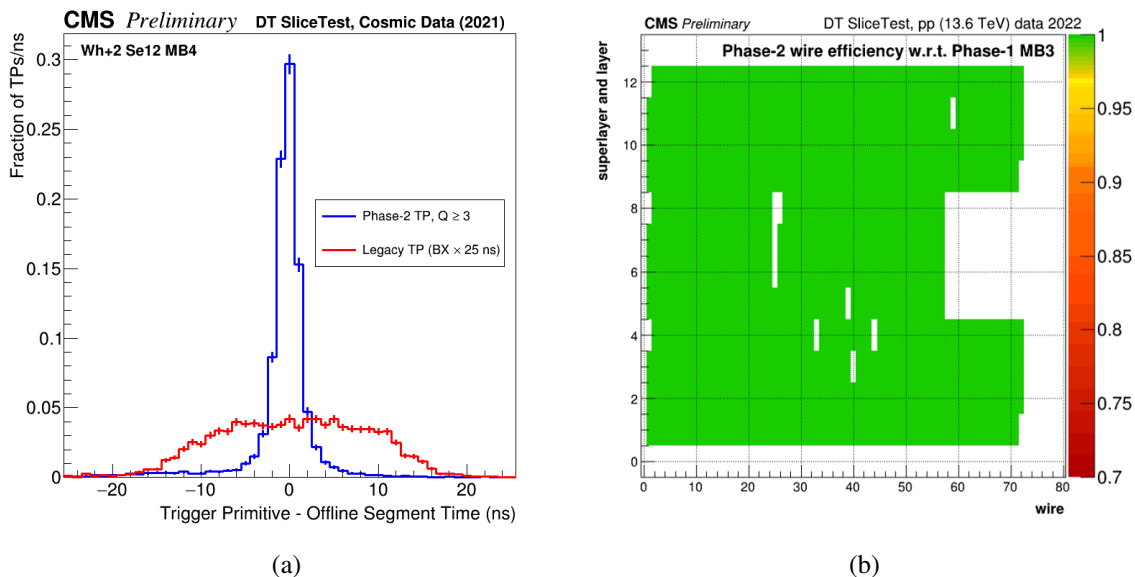 CMS Preliminary DT SliceTest, Cosmic Data (2021)
Wh+2 Se12 MB4
Fraction of TPs/ns
0.3
0.25
0.2
0.15
0.1
0.05
0
Phase-2 TP, Q ≥ 3
Legacy TP (BX × 25 ns)
−20 −10 0 10 20
Trigger Primitive - Offline Segment Time (ns)
(a)
CMS Preliminary DT SliceTest, pp (13.6 TeV) data 2022
Phase-2 wire efficiency w.r.t. Phase-1 MB3
superlayer and layer
12
10
8
6
4
2
0
0 10 20 30 40 50 60 70 80
wire
1
0.95
0.9
0.85
0.8
0.75
0.7
(b)